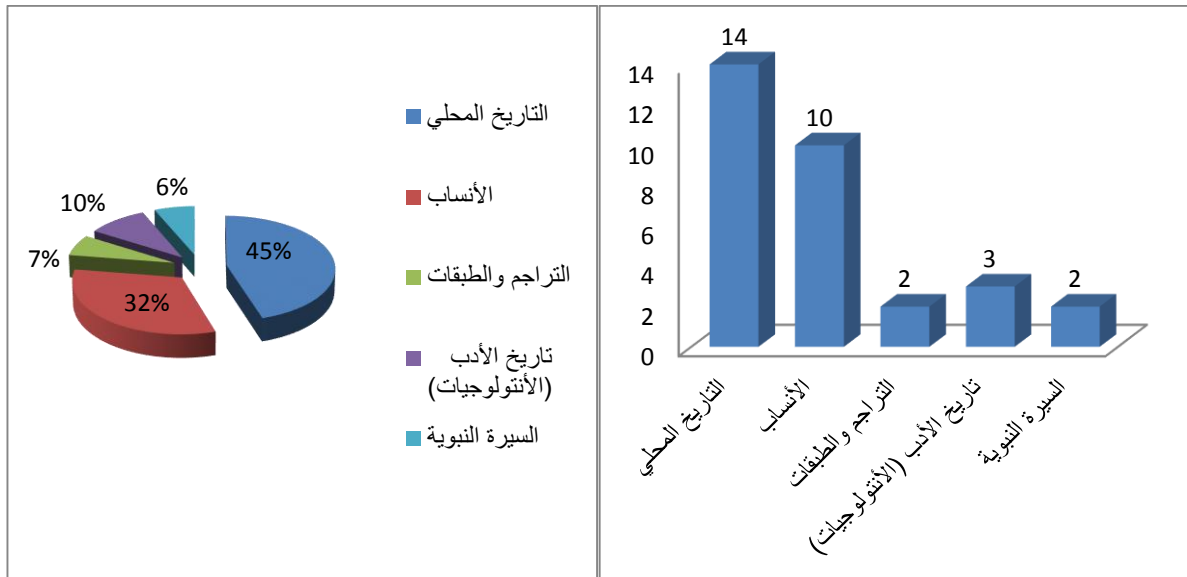 التاريخ المحلي
الأنساب
التراجم والطبقات
تاريخ الأدب
(الأنتولوجيات)
السيرة النبوية
45%
32%
7%
10%
6%
14
12
10
8
6
4
2
0
14
10
2
3
2
التاريخ المحلي
الأنساب
التراجم والطبقات
تاريخ الأدب (الأنتولوجيات)
السيرة النبوية